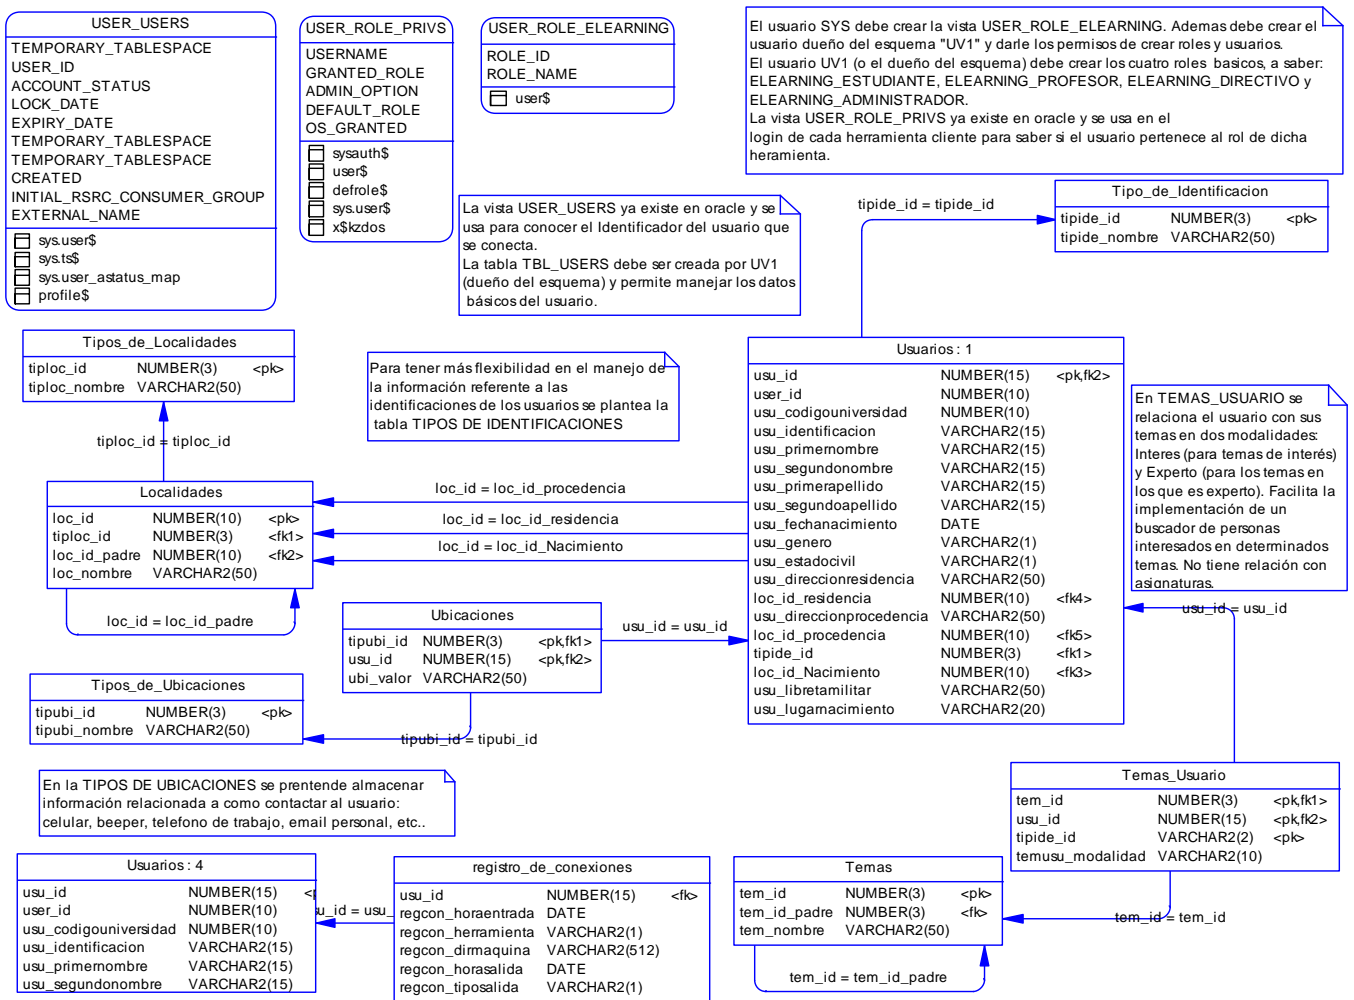 USER_USERS
TEMPORARY_TABLESPACE
USER_ID
ACCOUNT_STATUS
LOCK_DATE
EXPIRY_DATE
TEMPORARY_TABLESPACE
TEMPORARY_TABLESPACE
CREATED
INITIAL_RSRC_CONSUMER_GROUP
EXTERNAL_NAME
sys.user$
sys.ts$
sys.user_astatus_map
profile$
USER_ROLE_PRIVS
USERNAME
GRANTED_ROLE
ADMIN_OPTION
DEFAULT_ROLE
OS_GRANTED
sysauth$
user$
defrole$
sys.user$
x$kzdos
USER_ROLE_ELEARNING
ROLE_ID
ROLE_NAME
user$
El usuario SYS debe crear la vista USER_ROLE_ELEARNING. Ademas debe crear el
usuario dueño del esquema "UV1" y darle los permisos de crear roles y usuarios.
El usuario UV1 (o el dueño del esquema) debe crear los cuatro roles basicos, a saber:
ELEARNING_ESTUDIANTE, ELEARNING_PROFESOR, ELEARNING_DIRECTIVO y
ELEARNING_ADMINISTRADOR.
La vista USER_ROLE_PRIVS ya existe en oracle y se usa en el
login de cada herramienta cliente para saber si el usuario pertenece al rol de dicha
heramienta.
La vista USER_USERS ya existe en oracle y se
usa para conocer el Identificador del usuario que
se conecta.
La tabla TBL_USERS debe ser creada por UV1
(dueño del esquema) y permite manejar los datos
básicos del usuario.
tipide_id = tipide_id
Tipo_de_Identificacion
tipide_id NUMBER(3) <pk>
tipide_nombre VARCHAR2(50)
Tipos_de_Localidades
tiploc_id NUMBER(3) <pk>
tiploc_nombre VARCHAR2(50)
tiploc_id = tiploc_id
Para tener más flexibilidad en el manejo de
la información referente a las
identificaciones de los usuarios se plantea la
tabla TIPOS DE IDENTIFICACIONES
Usuarios : 1
usu_id NUMBER(15) <pk,fk2>
user_id NUMBER(10)
usu_codigouniversidad NUMBER(10)
usu_identificacion VARCHAR2(15)
usu_primernombre VARCHAR2(15)
usu_segundonombre VARCHAR2(15)
usu_primerapellido VARCHAR2(15)
usu_segundoapellido VARCHAR2(15)
usu_fechanacimiento DATE
usu_genero VARCHAR2(1)
usu_estadocivil VARCHAR2(1)
usu_direccionresidencia VARCHAR2(50)
loc_id_residencia NUMBER(10) <fk4>
usu_direccionprocedencia VARCHAR2(50)
loc_id_procedencia NUMBER(10) <fk5>
tipide_id NUMBER(3) <fk1>
loc_id_Nacimiento NUMBER(10) <fk3>
usu_libretamilitar VARCHAR2(50)
usu_lugarnacimiento VARCHAR2(20)
En TEMAS_USUARIO se
relaciona el usuario con sus
temas en dos modalidades:
Interes (para temas de interés)
y Experto (para los temas en
los que es experto). Facilita la
implementación de un
buscador de personas
interesados en determinados
temas. No tiene relación con
asignaturas.
Localidades
loc_id NUMBER(10) <pk>
tiploc_id NUMBER(3) <fk1>
loc_id_padre NUMBER(10) <fk2>
loc_nombre VARCHAR2(50)
loc_id = loc_id_padre
loc_id = loc_id_procedencia
loc_id = loc_id_residencia
loc_id = loc_id_Nacimiento
Ubicaciones
tipubi_id NUMBER(3) <pk,fk1>
usu_id NUMBER(15) <pk,fk2>
ubi_valor VARCHAR2(50)
usu_id = usu_id
usu_id = usu_id
Tipos_de_Ubicaciones
tipubi_id NUMBER(3) <pk>
tipubi_nombre VARCHAR2(50)
tipubi_id = tipubi_id
En la TIPOS DE UBICACIONES se prentende almacenar
información relacionada a como contactar al usuario:
celular, beeper, telefono de trabajo, email personal, etc..
Temas_Usuario
tem_id NUMBER(3) <pk,fk1>
usu_id NUMBER(15) <pk,fk2>
tipide_id VARCHAR2(2) <pk>
temusu_modalidad VARCHAR2(10)
Usuarios : 4
usu_id NUMBER(15) <p
user_id NUMBER(10)
usu_codigouniversidad NUMBER(10)
usu_identificacion VARCHAR2(15)
usu_primernombre VARCHAR2(15)
usu_segundonombre VARCHAR2(15)
u_id = usu_
registro_de_conexiones
usu_id NUMBER(15) <fk>
regcon_horaentrada DATE
regcon_herramienta VARCHAR2(1)
regcon_dirmaquina VARCHAR2(512)
regcon_horasalida DATE
regcon_tiposalida VARCHAR2(1)
Temas
tem_id NUMBER(3) <pk>
tem_id_padre NUMBER(3) <fk>
tem_nombre VARCHAR2(50)
tem_id = tem_id
tem_id = tem_id_padre